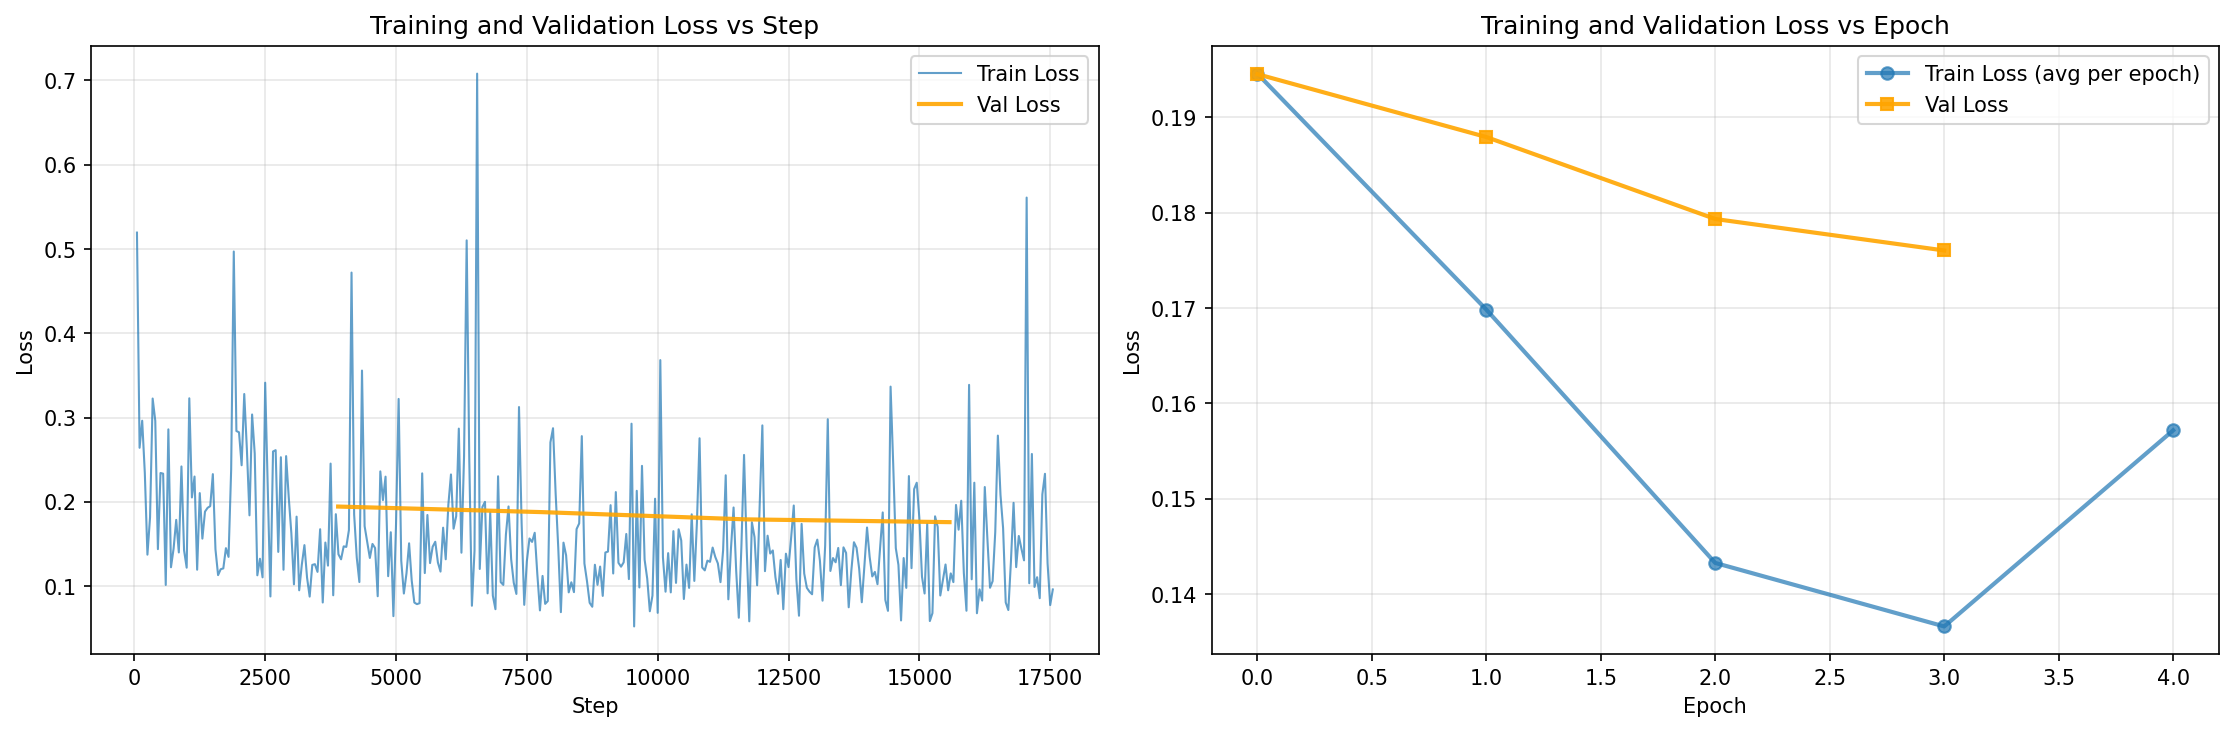 Training and Validation Loss vs Step
Train Loss
Val Loss
Loss
0.7
0.6
0.5
0.4
0.3
0.2
0.1
0 2500 5000 7500 10000 12500 15000 17500
Step
Training and Validation Loss vs Epoch
Train Loss (avg per epoch)
Val Loss
Loss
0.19
0.18
0.17
0.16
0.15
0.14
0.0 0.5 1.0 1.5 2.0 2.5 3.0 3.5 4.0
Epoch